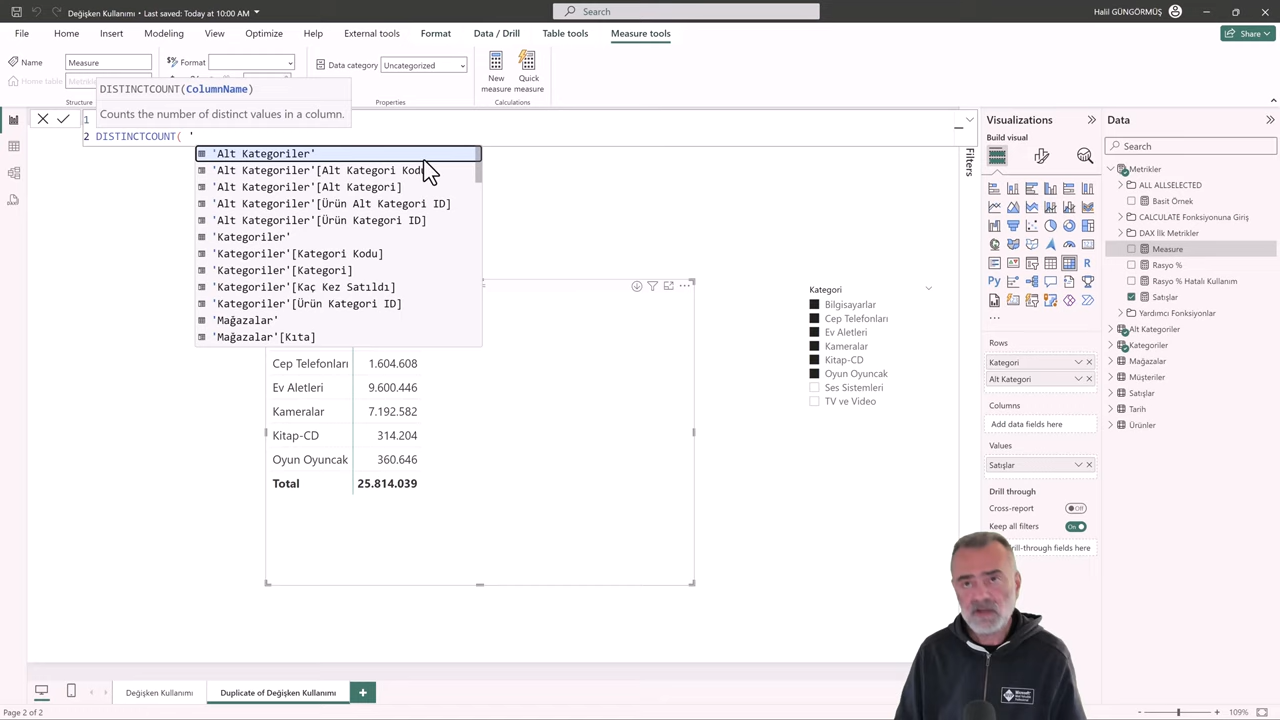 Değişken Kullanımı • Last saved: Today at 10:00 AM
Search
Halil GÜNGÖRMÜŞ
File
Home
Insert
Modeling
View
Optimize
Help
External tools
Format
Data / Drill
Table tools
Measure tools
Share
Name
Measure
Home table
Format
Data category
Uncategorized
New measure
Quick measure
Structure
Properties
Calculations
DISTINCTCOUNT(ColumnName)
Counts the number of distinct values in a column.
1
2 DISTINCTCOUNT( '
'Alt Kategoriler'
'Alt Kategoriler'[Alt Kategori Kodu]
'Alt Kategoriler'[Alt Kategori]
'Alt Kategoriler'[Ürün Alt Kategori ID]
'Alt Kategoriler'[Ürün Kategori ID]
'Kategoriler'
'Kategoriler'[Kategori Kodu]
'Kategoriler'[Kategori]
'Kategoriler'[Kaç Kez Satıldı]
'Kategoriler'[Ürün Kategori ID]
'Mağazalar'
'Mağazalar'[Kıta]
Cep Telefonları 1.604.608
Ev Aletleri 9.600.446
Kameralar 7.192.582
Kitap-CD 314.204
Oyun Oyuncak 360.646
Total 25.814.039
Kategori
Bilgisayarlar
Cep Telefonları
Ev Aletleri
Kameralar
Kitap-CD
Oyun Oyuncak
Ses Sistemleri
TV ve Video
Filters
Visualizations
Build visual
Rows
Kategori
Alt Kategori
Columns
Add data fields here
Values
Satışlar
Drill through
Cross-report
Off
Keep all filters
On
drill-through fields here
Data
Search
Metrikler
ALL ALLSELECTED
Basit Örnek
CALCULATE Fonksiyonuna Giriş
DAX İlk Metrikler
Measure
Rasyo %
Rasyo % Hatalı Kullanım
Satışlar
Yardımcı Fonksiyonlar
Alt Kategoriler
Kategoriler
Mağazalar
Müşteriler
Satışlar
Tarih
Ürünler
Değişken Kullanımı
Duplicate of Değişken Kullanımı
Page 2 of 2
109%